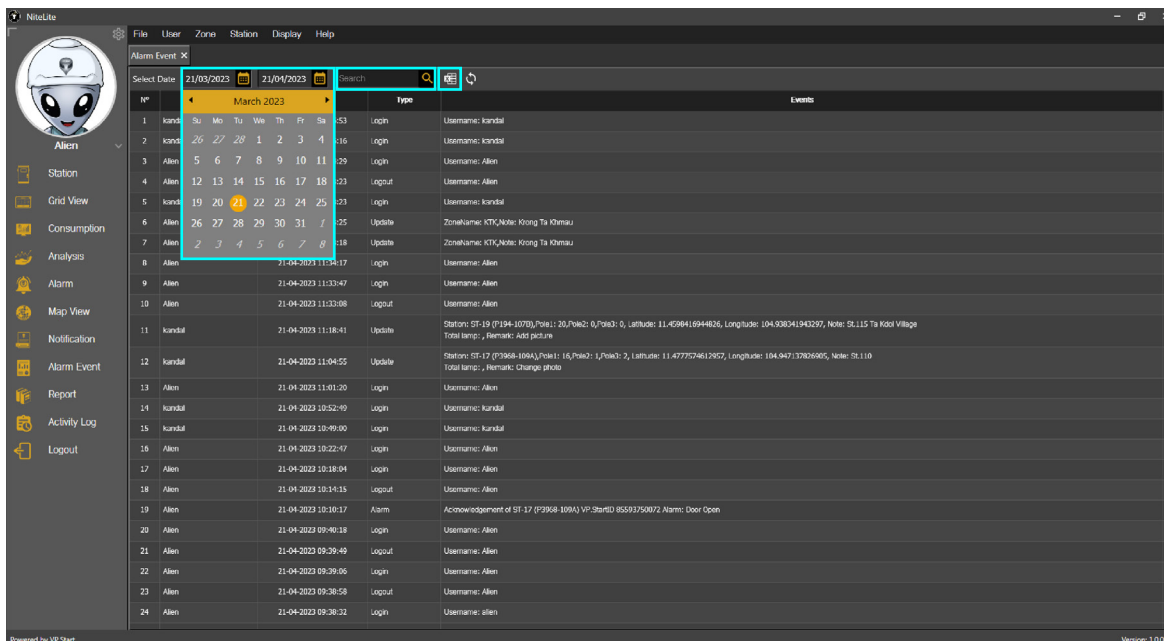 NiteLite
File User Zone Station Display Help
Alarm Event ✕
Select Date 21/03/2023 21/04/2023 Search
Nº Type Events
March 2023
Su Mo Tu We Th Fr Sa
26 27 28 1 2 3 4
5 6 7 8 9 10 11
12 13 14 15 16 17 18
19 20 21 22 23 24 25
26 27 28 29 30 31 1
2 3 4 5 6 7 8
1 :53 Login Username: kandal
2 :16 Login Username: kandal
3 Alien :29 Login Username: Alien
4 Alien :23 Logout Username: Alien
5 :23 Login Username: kandal
6 Alien :25 Update ZoneName: KTK,Note: Krong Ta Khmau
7 Alien :18 Update ZoneName: KTK,Note: Krong Ta Khmau
8 Alien 21-04-2023 11:34:17 Login Username: Alien
9 Alien 21-04-2023 11:33:47 Login Username: Alien
10 Alien 21-04-2023 11:33:08 Logout Username: Alien
11 kandal 21-04-2023 11:18:41 Update Station: ST-19 (P194-107B),Pole1: 20,Pole2: 0,Pole3: 0, Latitude: 11.4598416944826, Longitude: 104.938341943297, Note: St.115 Ta Kdol Village
Total lamp: , Remark: Add picture
12 kandal 21-04-2023 11:04:55 Update Station: ST-17 (P3968-109A),Pole1: 16,Pole2: 1,Pole3: 2, Latitude: 11.4777574612957, Longitude: 104.947137826905, Note: St.110
Total lamp: , Remark: Change photo
13 Alien 21-04-2023 11:01:20 Login Username: Alien
14 kandal 21-04-2023 10:52:49 Login Username: kandal
15 kandal 21-04-2023 10:49:00 Login Username: kandal
16 Alien 21-04-2023 10:22:47 Login Username: Alien
17 Alien 21-04-2023 10:18:04 Login Username: Alien
18 Alien 21-04-2023 10:14:15 Logout Username: Alien
19 Alien 21-04-2023 10:10:17 Alarm Acknowledgement of ST-17 (P3968-109A) VP.StartID 85593750072 Alarm: Door Open
20 Alien 21-04-2023 09:40:18 Login Username: Alien
21 Alien 21-04-2023 09:39:49 Logout Username: Alien
22 Alien 21-04-2023 09:39:06 Login Username: Alien
23 Alien 21-04-2023 09:38:58 Logout Username: Alien
24 Alien 21-04-2023 09:38:32 Login Username: alien
Alien
Station
Grid View
Consumption
Analysis
Alarm
Map View
Notification
Alarm Event
Report
Activity Log
Logout
Powered by VP.Start
Version: 1.0.0